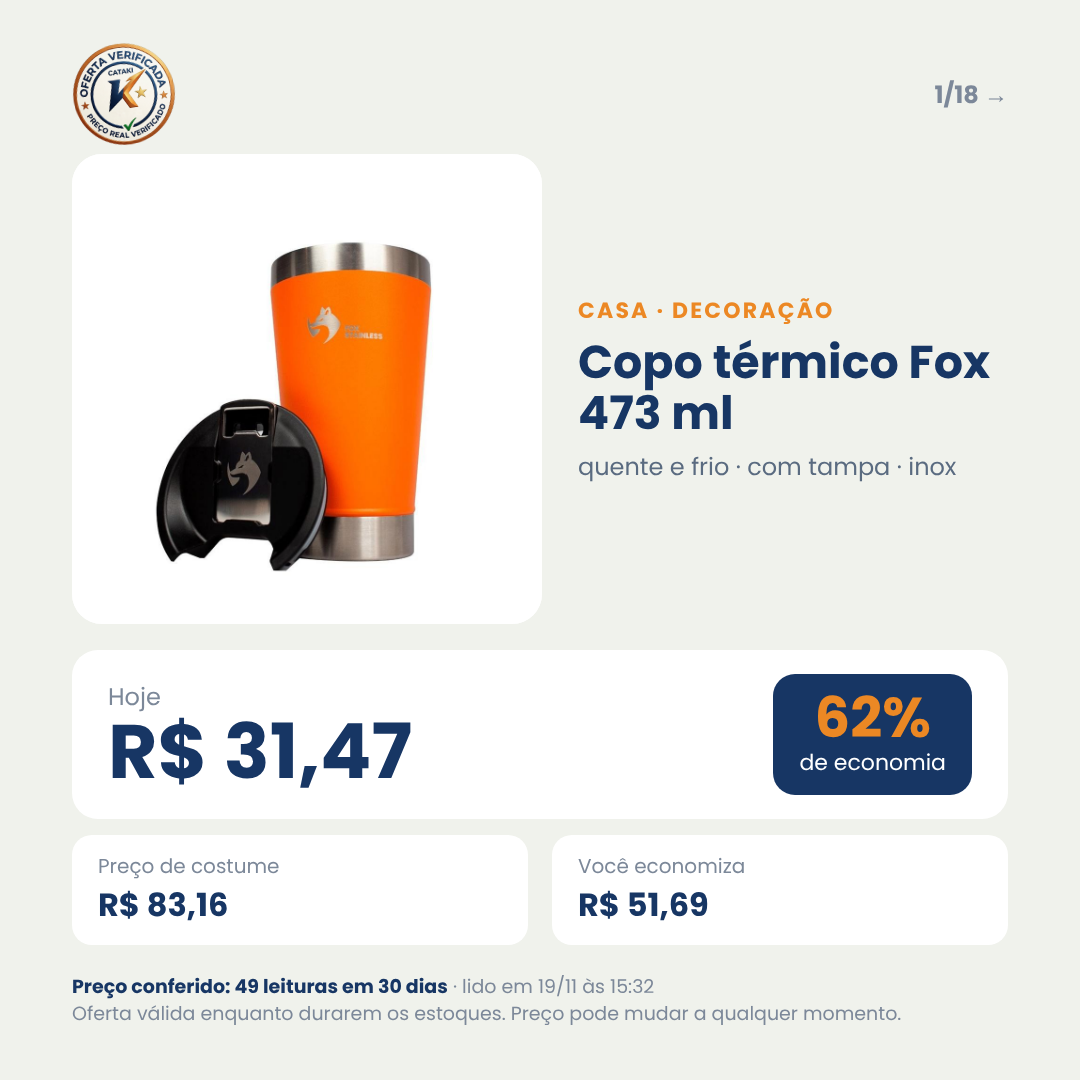 OFERTA VERIFICADA
CATAKI
K
PREÇO REAL VERIFICADO
1/18 →
CASA · DECORAÇÃO
Copo térmico Fox
473 ml
quente e frio · com tampa · inox
Hoje
R$ 31,47
62%
de economia
Preço de costume
R$ 83,16
Você economiza
R$ 51,69
Preço conferido: 49 leituras em 30 dias · lido em 19/11 às 15:32
Oferta válida enquanto durarem os estoques. Preço pode mudar a qualquer momento.